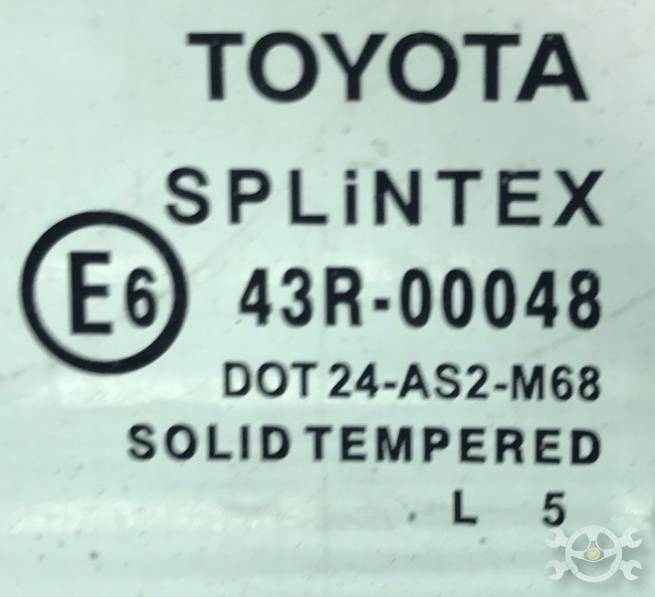 TOYOTA
SPLiNTEX
E6 43R-00048
DOT 24-AS2-M68
SOLID TEMPERED
. L 5